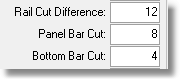 Rail Cut Difference: 12
Panel Bar Cut: 8
Bottom Bar Cut: 4